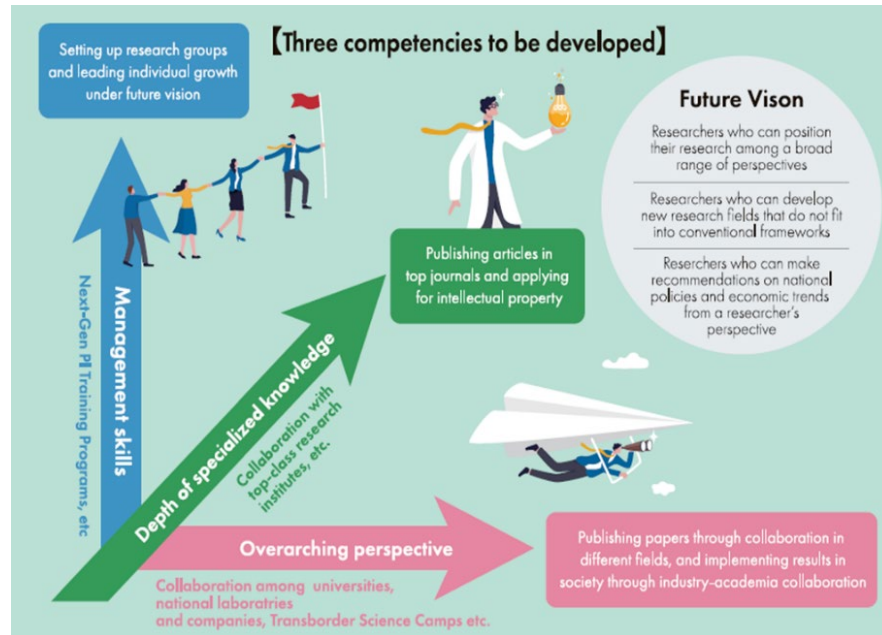 【Three competencies to be developed】
Setting up research groups
and leading individual growth
under future vision
Future Vison
Researchers who can position
their research among a broad
range of perspectives
Researchers who can develop
new research fields that do not fit
into conventional frameworks
Reserchers who can make
recommendations on national
policies and economic trends
from a researcher's
perspective
Publishing articles in
top journals and applying
for intellectual property
Management skills
Next-Gen PI Training Programs, etc
Depth of specialized knowledge
Collaboration with
top-class research
institutes, etc.
Overarching perspective
Collaboration among universities,
national laboratries
and companies, Transborder Science Camps etc.
Publishing papers through collaboration in
different fields, and implementing results in
society through industry-academia collaboration